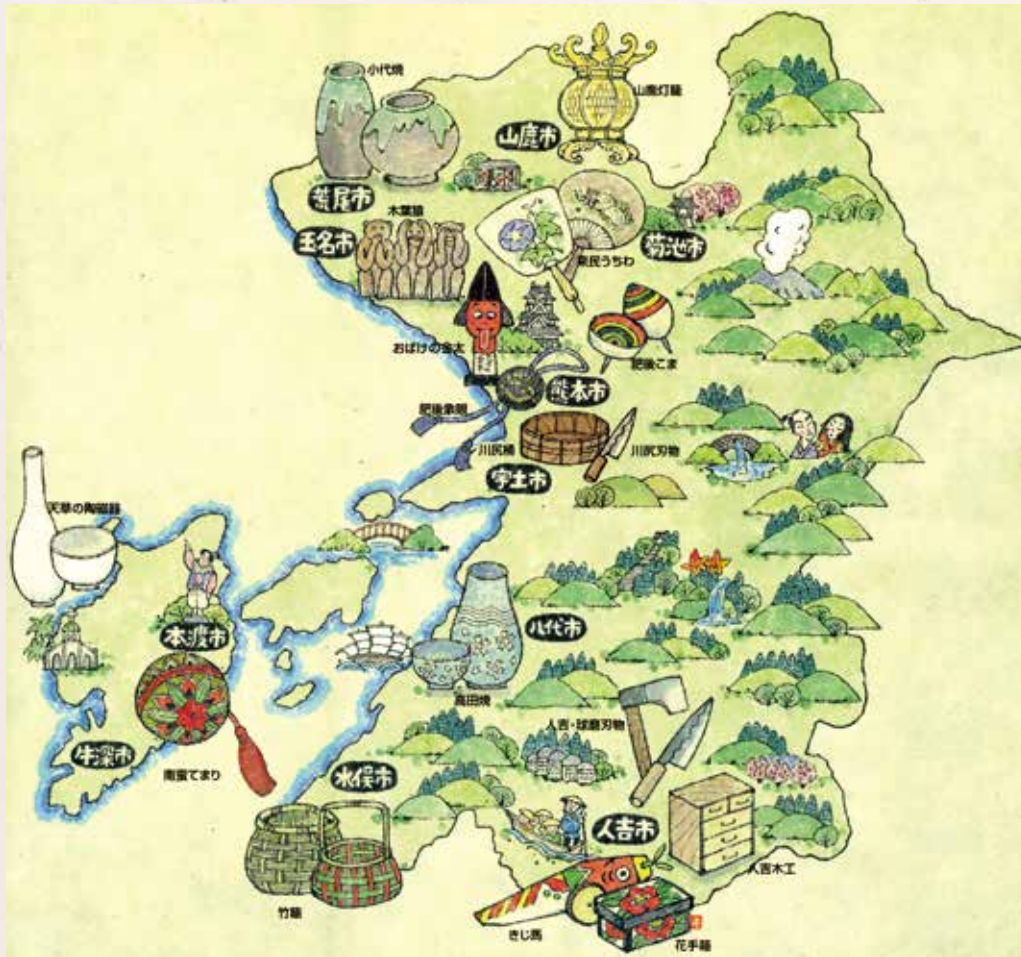 小代焼
山鹿灯籠
山鹿市
荒尾市
木葉猿
玉名市
来民うちわ
菊池市
おばけの金太
肥後こま
熊本市
肥後象眼
川尻桶
川尻刃物
宇土市
天草の陶磁器
本渡市
八代市
高田焼
人吉・球磨刃物
牛深市
南蛮てまり
水俣市
人吉市
人吉木工
竹籠
きじ馬
花手箱